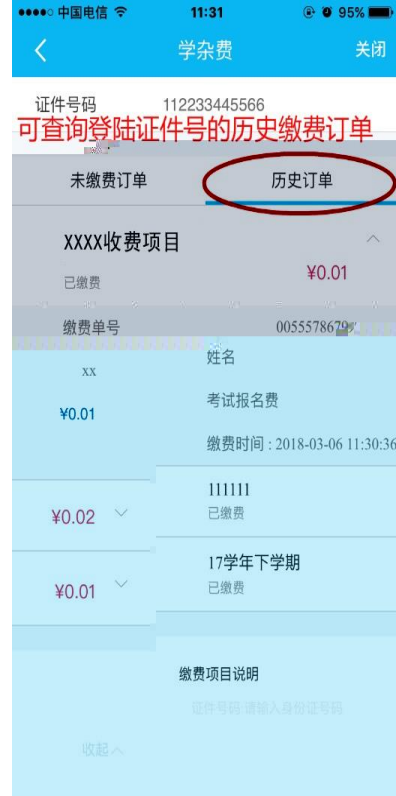 中国电信 11:31 95%
学杂费 关闭
证件号码 112233445566
可查询登陆证件号的历史缴费订单
未缴费订单 历史订单
XXXX收费项目
¥0.01
已缴费
缴费单号 0055578679
姓名
xx
考试报名费
¥0.01
缴费时间 : 2018-03-06 11:30:36
111111
¥0.02
已缴费
17学年下学期
¥0.01
已缴费
缴费项目说明
证件号码·请输入身份证号码
收起